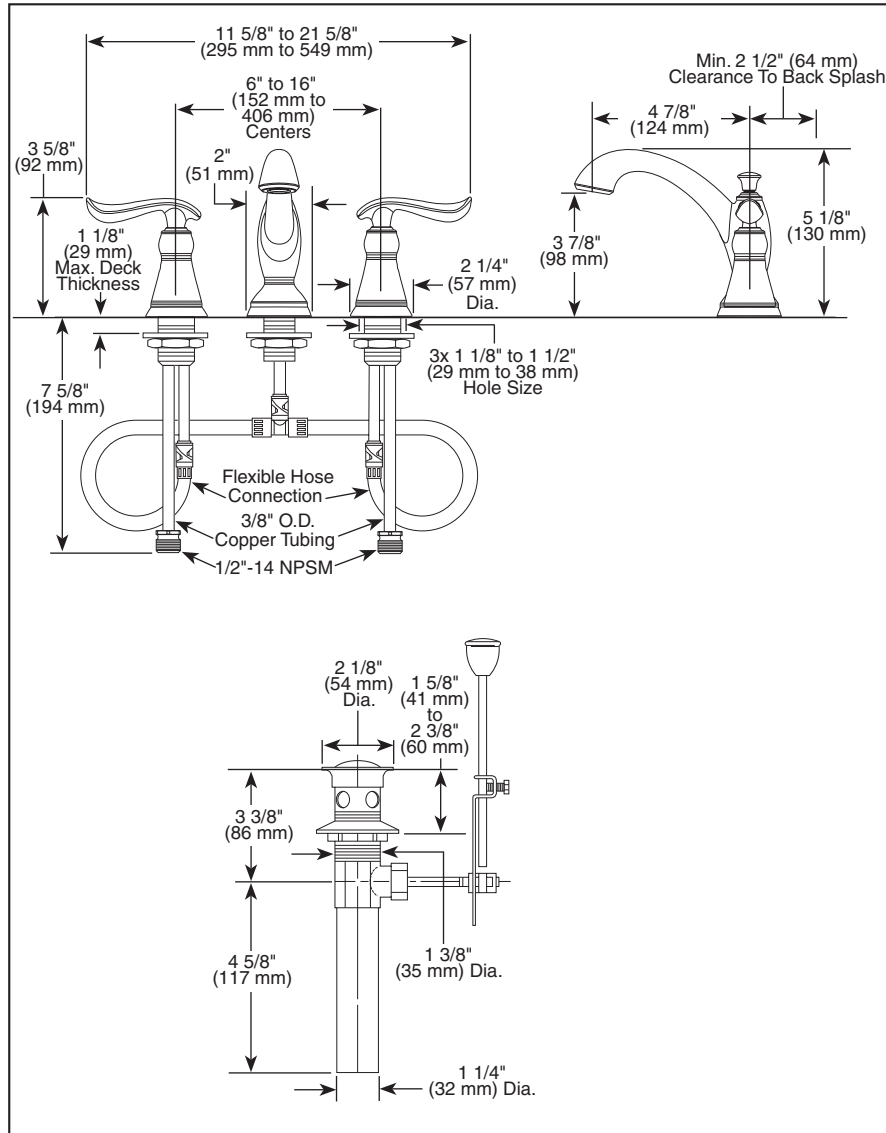 11 5/8" to 21 5/8"
(295 mm to 549 mm)
6" to 16"
(152 mm to
406 mm)
Centers
2"
(51 mm)
3 5/8"
(92 mm)
1 1/8"
(29 mm)
Max. Deck
Thickness
2 1/4"
(57 mm)
Dia.
Min. 2 1/2" (64 mm)
Clearance To Back Splash
4 7/8"
(124 mm)
3 7/8"
(98 mm)
5 1/8"
(130 mm)
3x 1 1/8" to 1 1/2"
(29 mm to 38 mm)
Hole Size
7 5/8"
(194 mm)
Flexible Hose
Connection
3/8" O.D.
Copper Tubing
1/2"-14 NPSM
2 1/8"
(54 mm)
Dia.
1 5/8"
(41 mm)
to
2 3/8"
(60 mm)
3 3/8"
(86 mm)
4 5/8"
(117 mm)
1 3/8"
(35 mm) Dia.
1 1/4"
(32 mm) Dia.